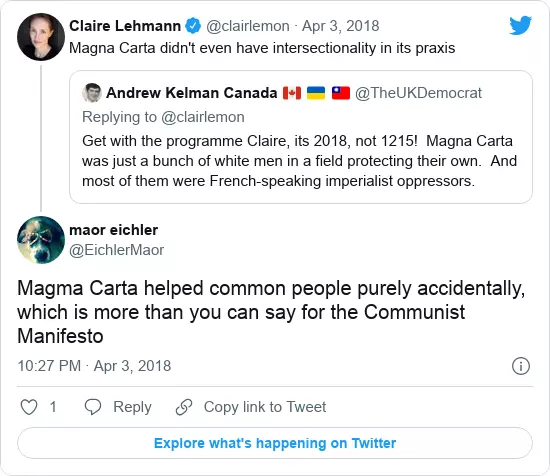 Claire Lehmann @clairlemon · Apr 3, 2018
Magna Carta didn't even have intersectionality in its praxis
Andrew Kelman Canada 🇨🇦 🇺🇦 🇹🇼 @TheUKDemocrat
Replying to @clairlemon
Get with the programme Claire, its 2018, not 1215!  Magna Carta
was just a bunch of white men in a field protecting their own.  And
most of them were French-speaking imperialist oppressors.
maor eichler
@EichlerMaor
Magma Carta helped common people purely accidentally,
which is more than you can say for the Communist
Manifesto
10:27 PM · Apr 3, 2018
1 Reply Copy link to Tweet
Explore what's happening on Twitter